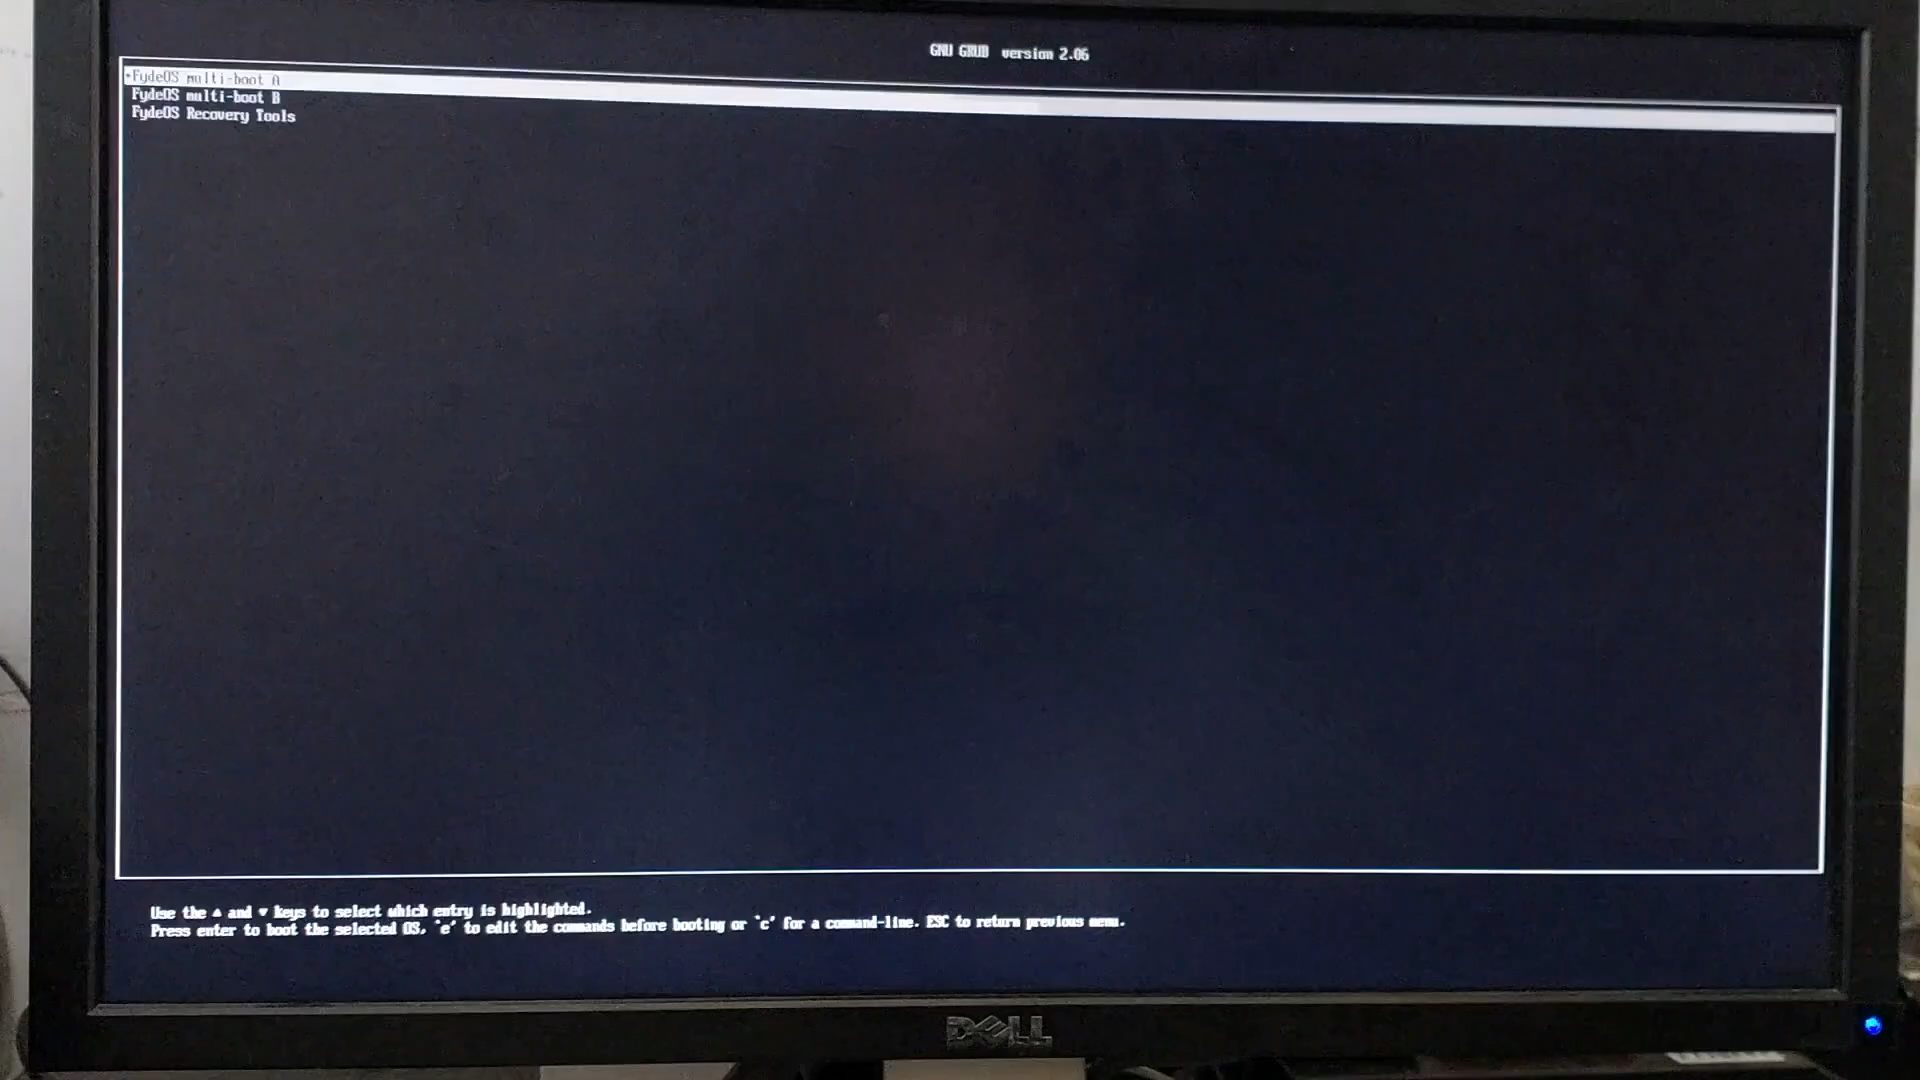 GNU GRUB version 2.06
*FydeOS multi-boot A
FydeOS multi-boot B
FydeOS Recovery Tools
Use the ▲ and ▼ keys to select which entry is highlighted.
Press enter to boot the selected OS, `e' to edit the commands before booting or `c' for a command-line. ESC to return previous menu.
DELL